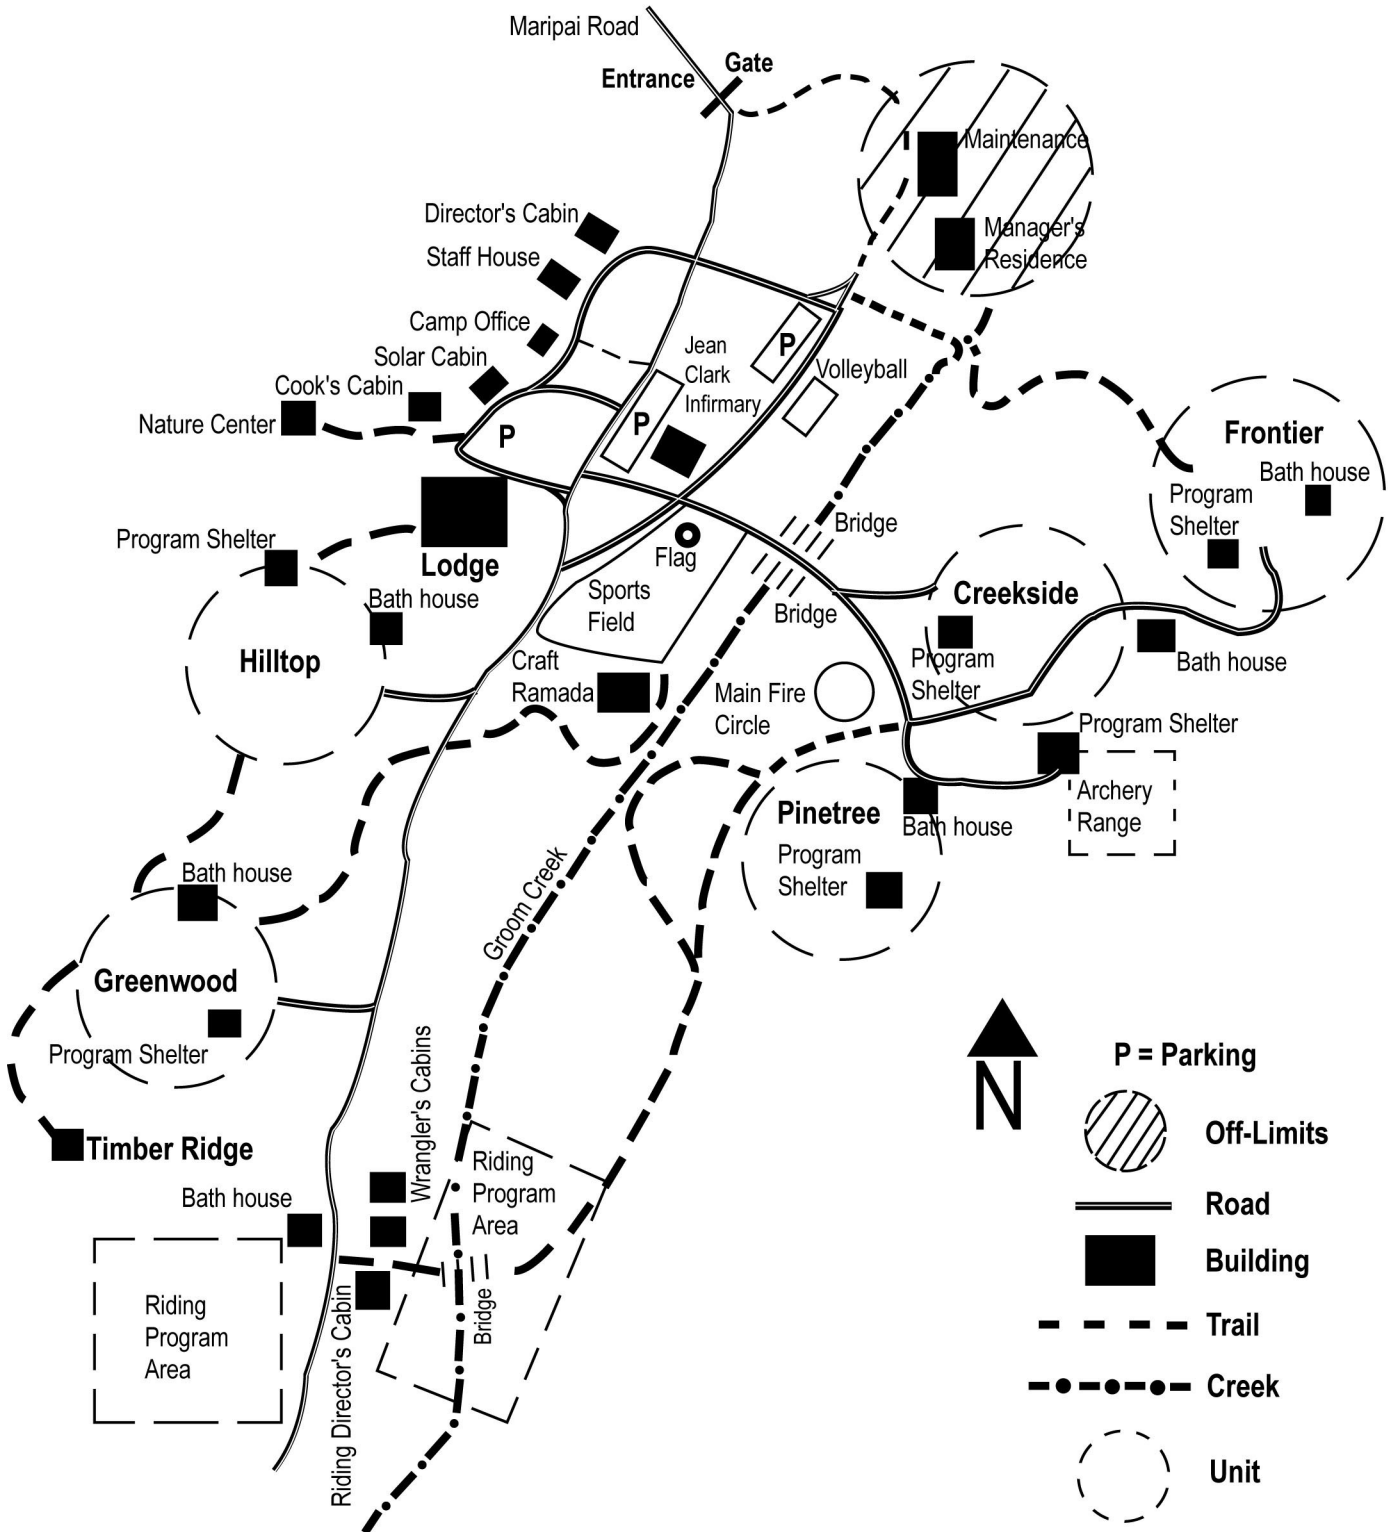 Maripai Road
Gate
Entrance
Maintenance
Director's Cabin
Manager's
Residence
Staff House
Camp Office
Jean
Clark
Infirmary
P
Volleyball
Solar Cabin
Cook's Cabin
Nature Center
P
P
Frontier
Bath house
Program
Shelter
Bridge
Program Shelter
Lodge
Flag
Sports
Field
Bridge
Creekside
Program
Shelter
Bath house
Bath house
Hilltop
Craft
Ramada
Main Fire
Circle
Program Shelter
Archery
Range
Pinetree
Bath house
Program
Shelter
Groom Creek
Bath house
Greenwood
Program Shelter
Timber Ridge
Wrangler's Cabins
Riding
Program
Area
Bath house
Riding
Program
Area
Riding Director's Cabin
Bridge
N
P = Parking
Off-Limits
Road
Building
Trail
Creek
Unit